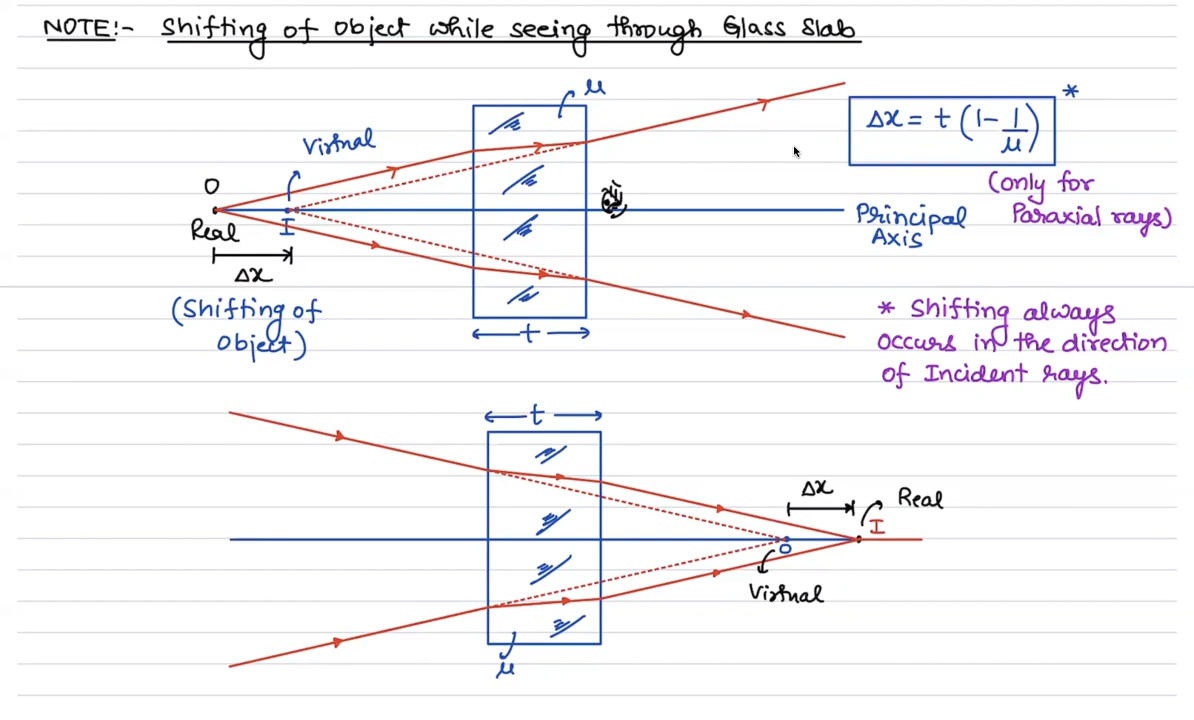 NOTE:- Shifting of object while seeing through Glass Slab
μ
*
Δx = t (1 - 1/μ)
Virtual
(only for
Paraxial rays)
O
Real
I
Principal
Axis
Δx
(Shifting of
object)
t
* Shifting always
occurs in the direction
of Incident rays.
t
Δx
Real
I
O
Virtual
μ